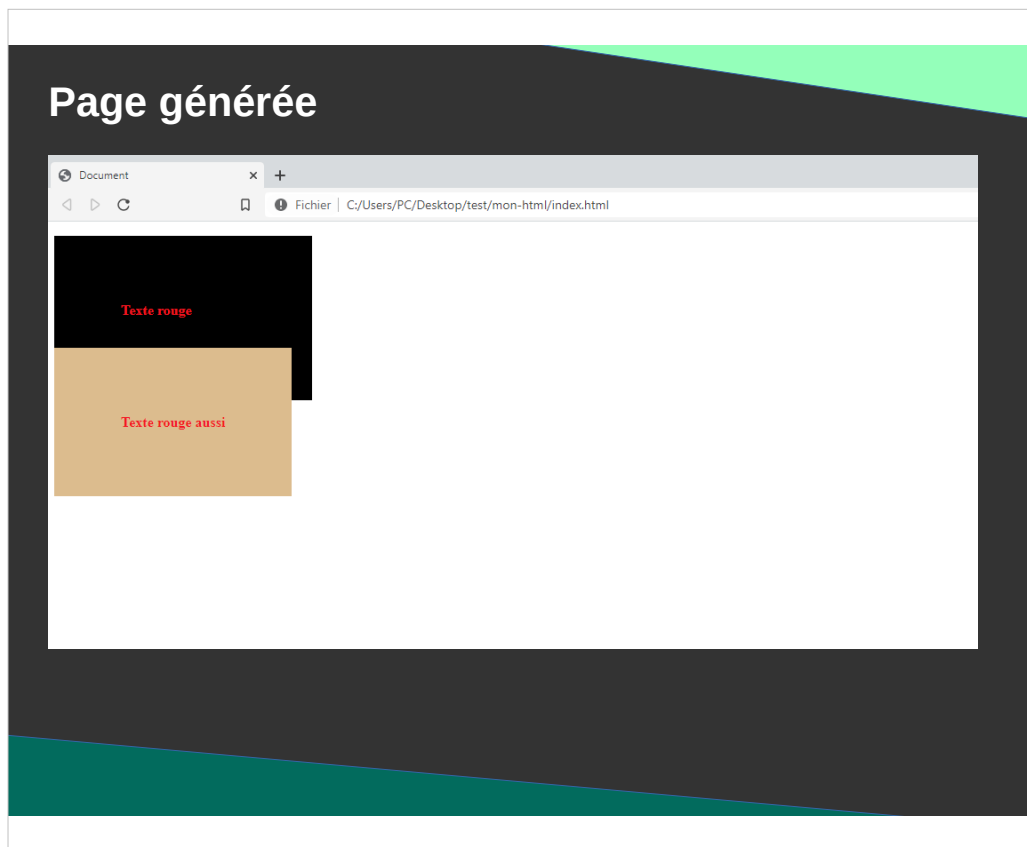 Page générée
Document
Fichier C:/Users/PC/Desktop/test/mon-html/index.html
Texte rouge
Texte rouge aussi